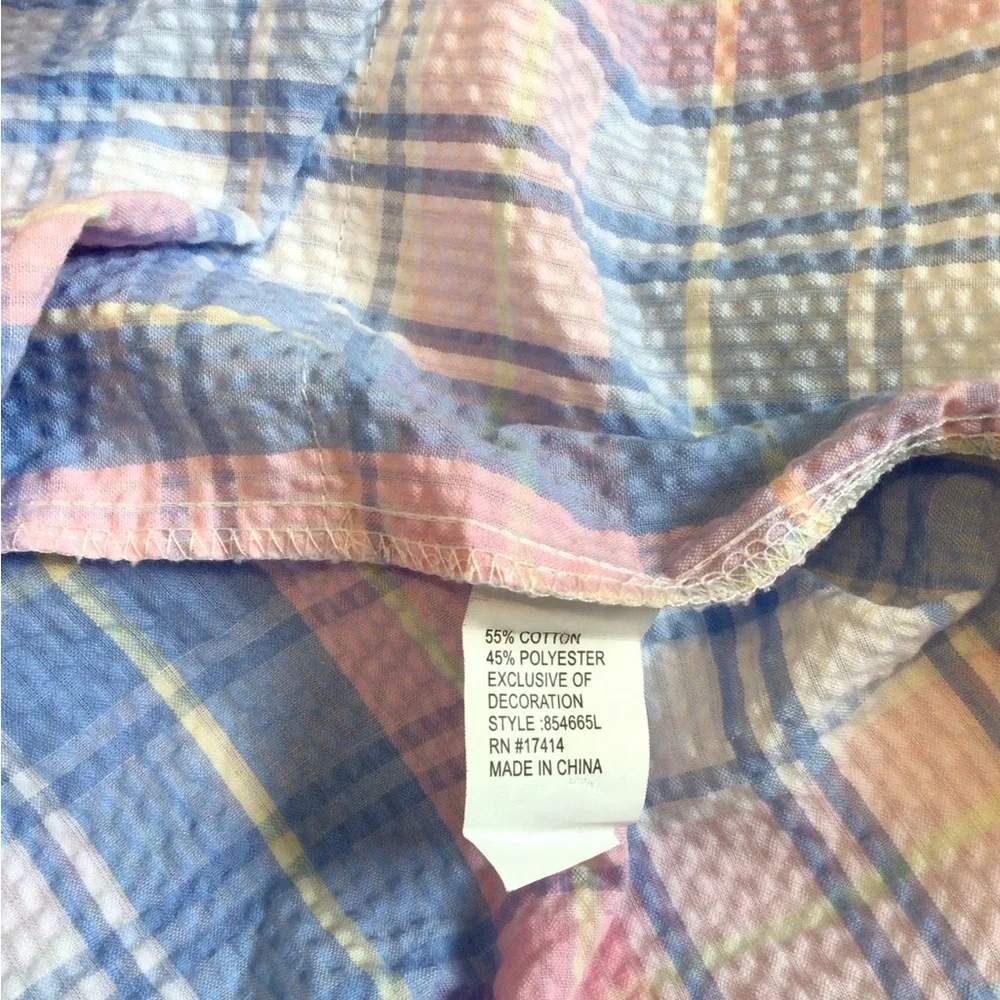 55% COTTON
45% POLYESTER
EXCLUSIVE OF
DECORATION
STYLE :854665L
RN #17414
MADE IN CHINA